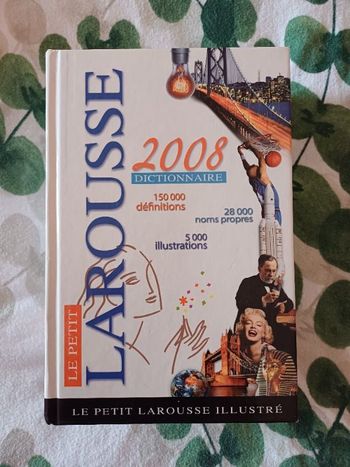 LE PETIT
LAROUSSE
2008
DICTIONNAIRE
150 000
définitions
28 000
noms propres
5 000
illustrations
LE PETIT LAROUSSE ILLUSTRÉ